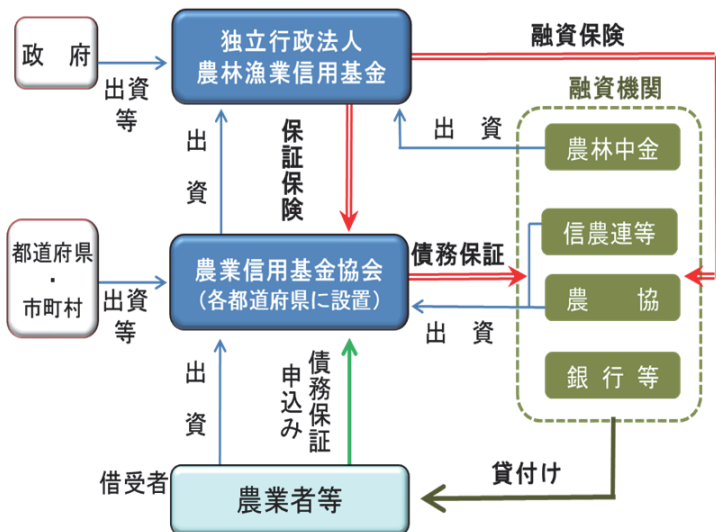 政 府
出資
等
独立行政法人
農林漁業信用基金
融資保険
融資機関
出 資
農林中金
出
資
保証保険
都道府県
・
市町村
出資
等
農業信用基金協会
(各都道府県に設置)
債務保証
信農連等
農 協
出 資
銀 行 等
出
資
債務保証
申込み
貸付け
借受者
農業者等